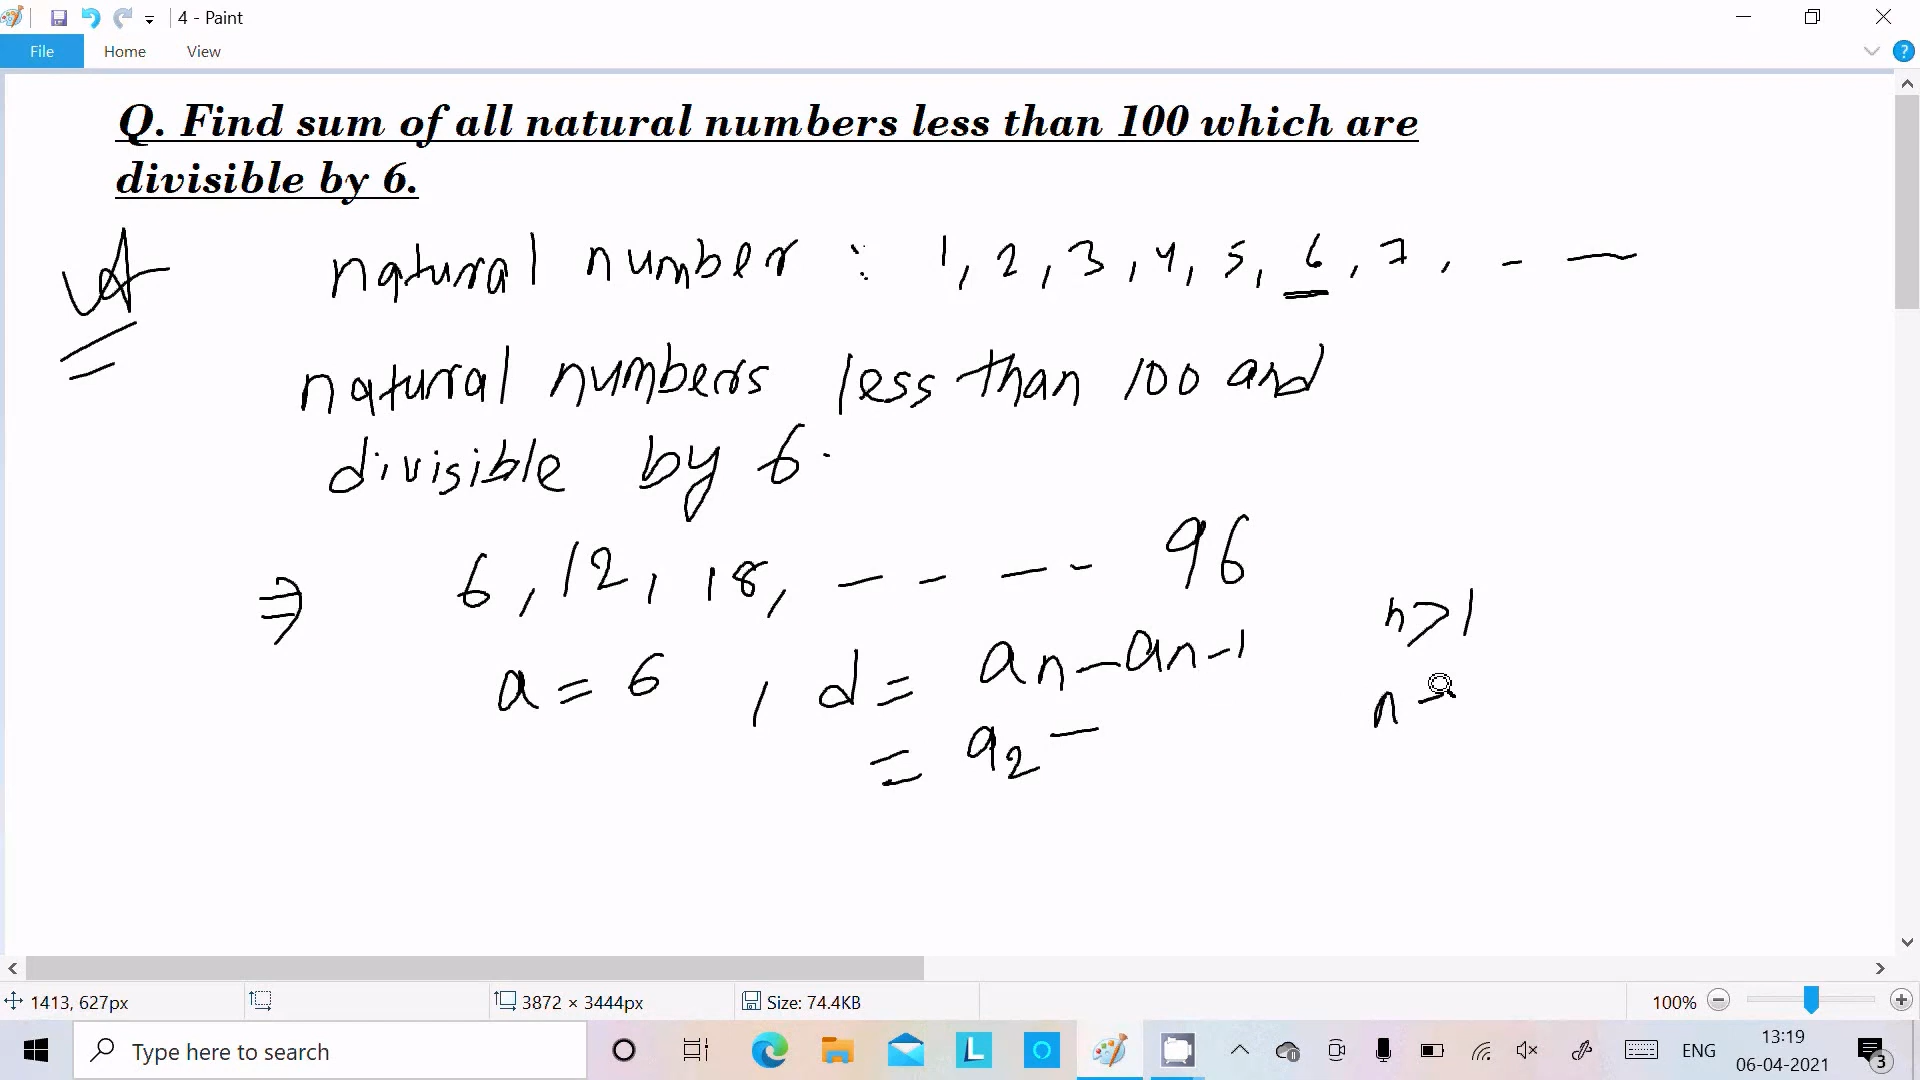 4 - Paint
File Home View
Q. Find sum of all natural numbers less than 100 which are
divisible by 6.
natural number : 1, 2, 3, 4, 5, 6, 7, - —
natural numbers less than 100 and
divisible by 6.
⇒ 6, 12, 18, - - - - 96
n>1
a = 6 , d = an - an-1
n =
= a2 -
1413, 627px 3872 × 3444px Size: 74.4KB 100%
Type here to search
ENG
13:19
06-04-2021
3